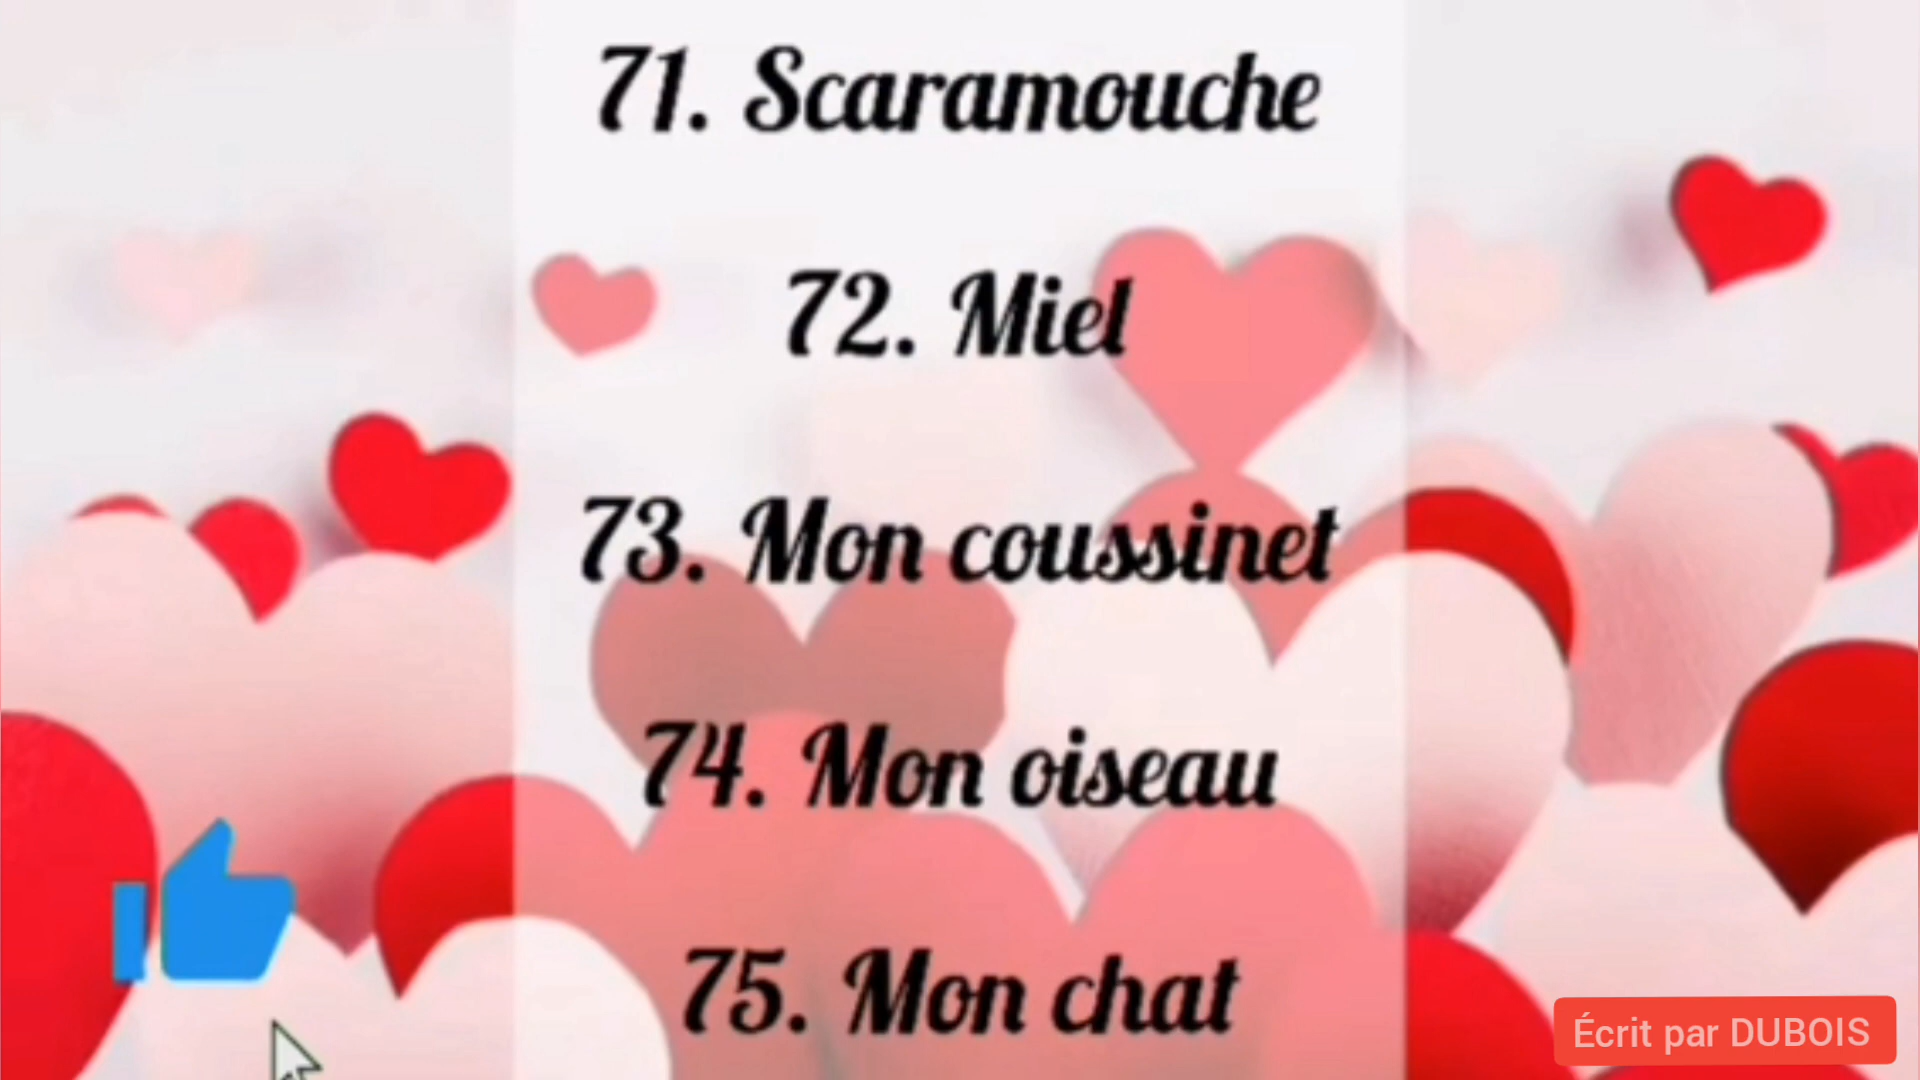 71. Scaramouche
72. Miel
73. Mon coussinet
74. Mon oiseau
75. Mon chat
Écrit par DUBOIS